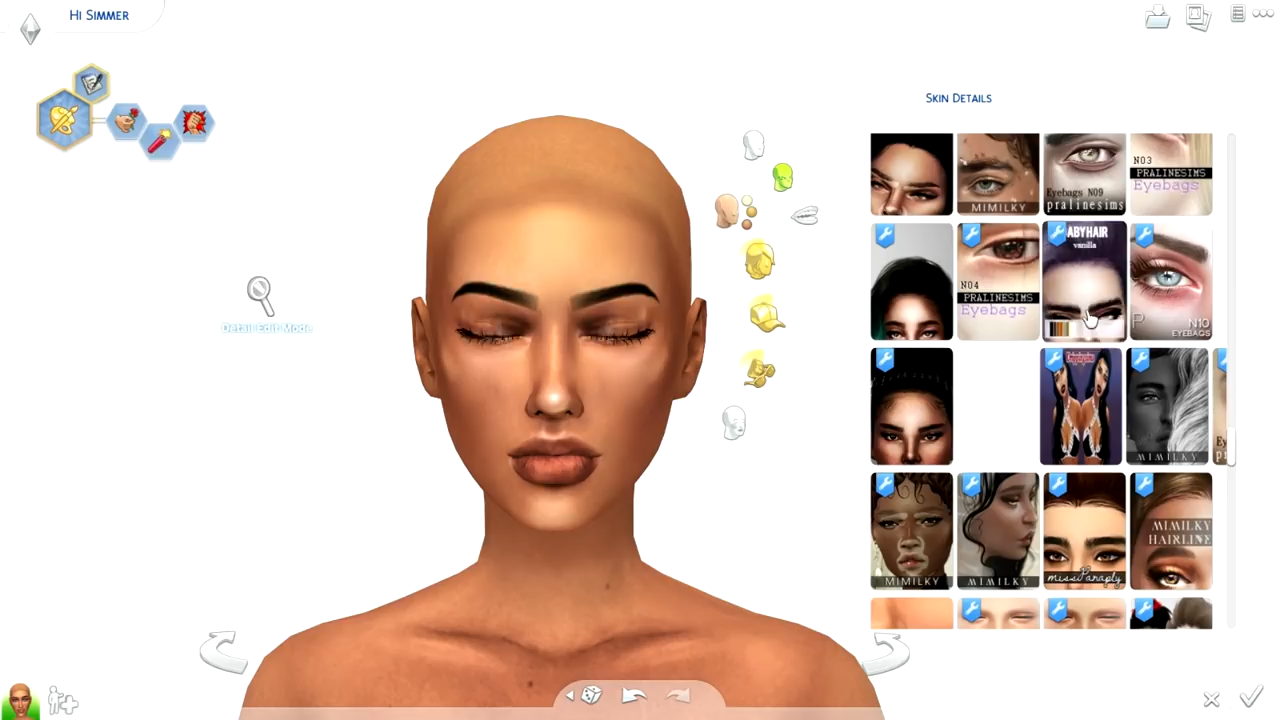 Hi Simmer
Skin Details
MIMILKY
Eyebags N09
pralinesims
N03
PRALINESIMS
Eyebags
N04
PRALINESIMS
Eyebags
ABYHAIR
vanilla
P
N10
EYEBAGS
Detail Edit Mode
MIMILKY
MIMILKY
MIMILKY
missParaply
MIMILKY
HAIRLINE